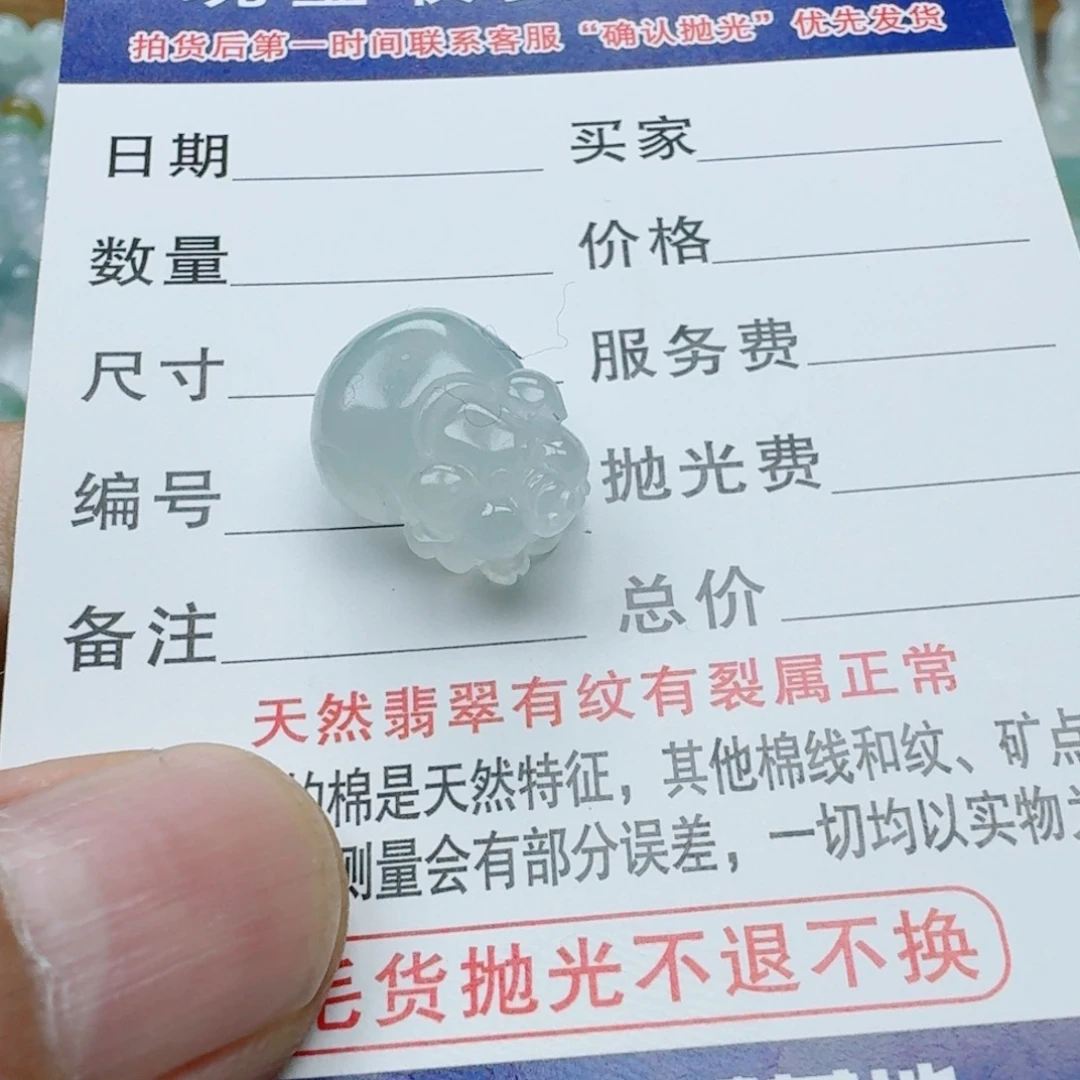 拍货后第一时间联系客服“确认抛光”优先发货
日期 买家
数量 价格
尺寸 服务费
编号 抛光费
备注 总价
天然翡翠有纹有裂属正常
棉是天然特征，其他棉线和纹、矿点
测量会有部分误差，一切均以实物为
毛货抛光不退不换